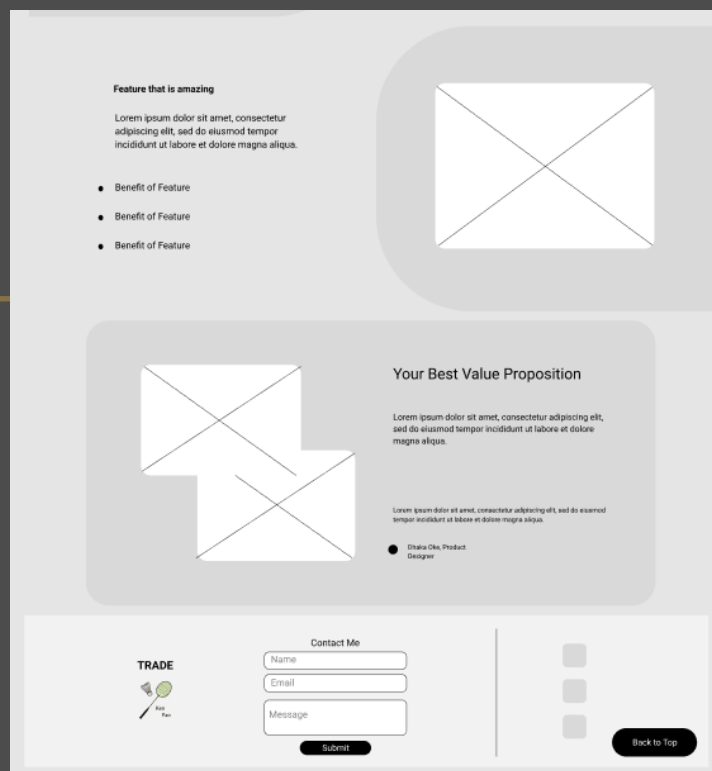 Feature that is amazing
Lorem ipsum dolor sit amet, consectetur
adipiscing elit, sed do eiusmod tempor
incididunt ut labore et dolore magna aliqua.
Benefit of Feature
Benefit of Feature
Benefit of Feature
Your Best Value Proposition
Lorem ipsum dolor sit amet, consectetur adipiscing elit,
sed do eiusmod tempor incididunt ut labore et dolore
magna aliqua.
Lorem ipsum dolor sit amet, consectetur adipiscing elit, sed do eiusmod
tempor incididunt ut labore et dolore magna aliqua.
Dhaka Oke, Product
Designer
TRADE
Contact Me
Name
Email
Message
Submit
Back to Top